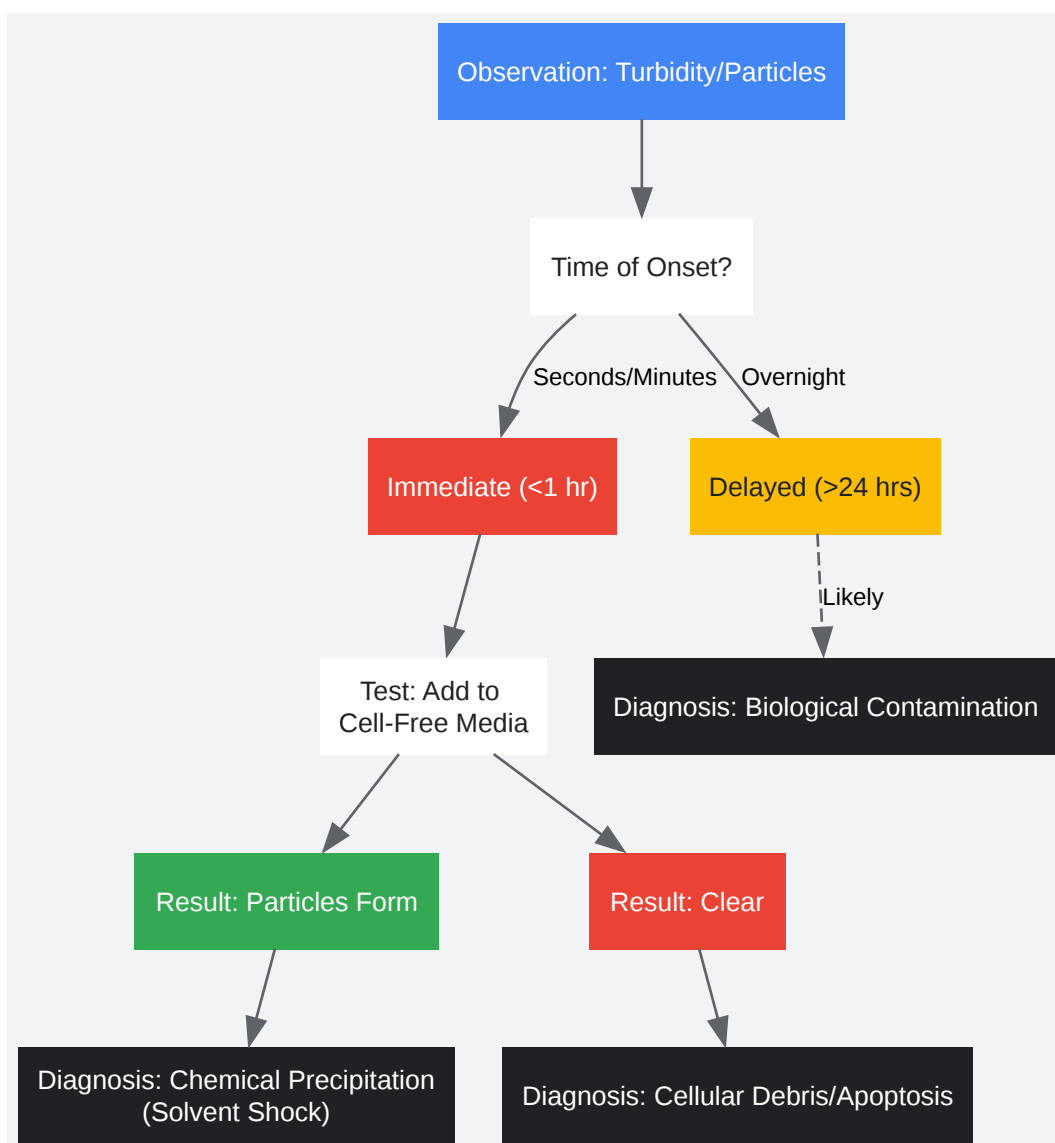 Observation: Turbidity/Particles
Time of Onset?
Seconds/Minutes
Overnight
Immediate (<1 hr)
Delayed (>24 hrs)
Likely
Test: Add to
Cell-Free Media
Diagnosis: Biological Contamination
Result: Particles Form
Result: Clear
Diagnosis: Chemical Precipitation
(Solvent Shock)
Diagnosis: Cellular Debris/Apoptosis